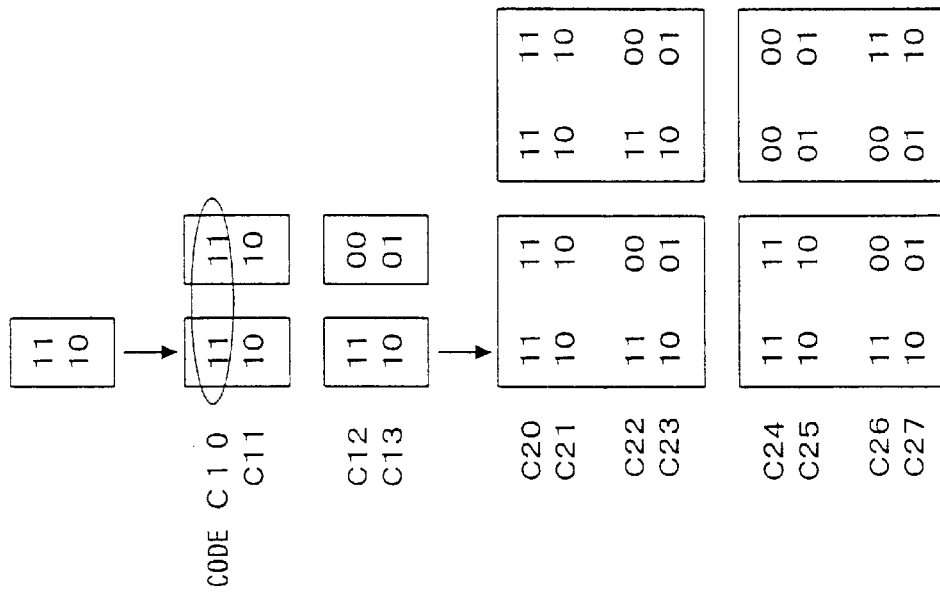 11
10
CODE C10 11 11
C11 10 10
C12 11 00
C13 10 01
C20 11 11 11 11
C21 10 10 10 10
C22 11 00 11 00
C23 10 01 10 01
C24 11 11 00 00
C25 10 10 01 01
C26 11 00 00 11
C27 10 01 01 10